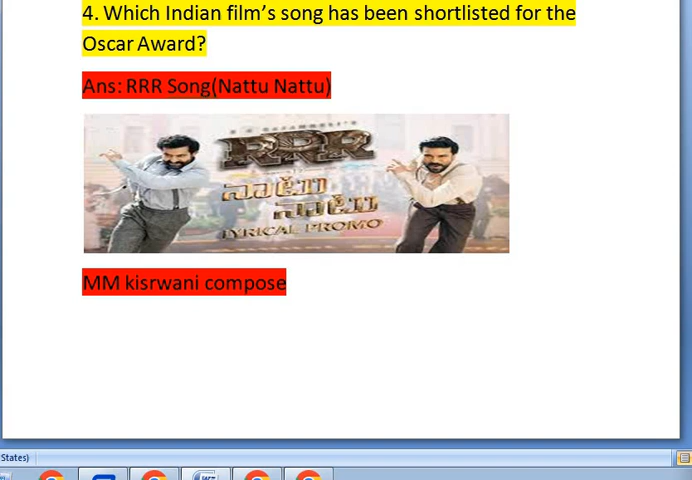 4. Which Indian film’s song has been shortlisted for the
Oscar Award?
Ans: RRR Song(Nattu Nattu)
RRR
నాటు
నాటు
LYRICAL PROMO
MM kisrwani compose
States)